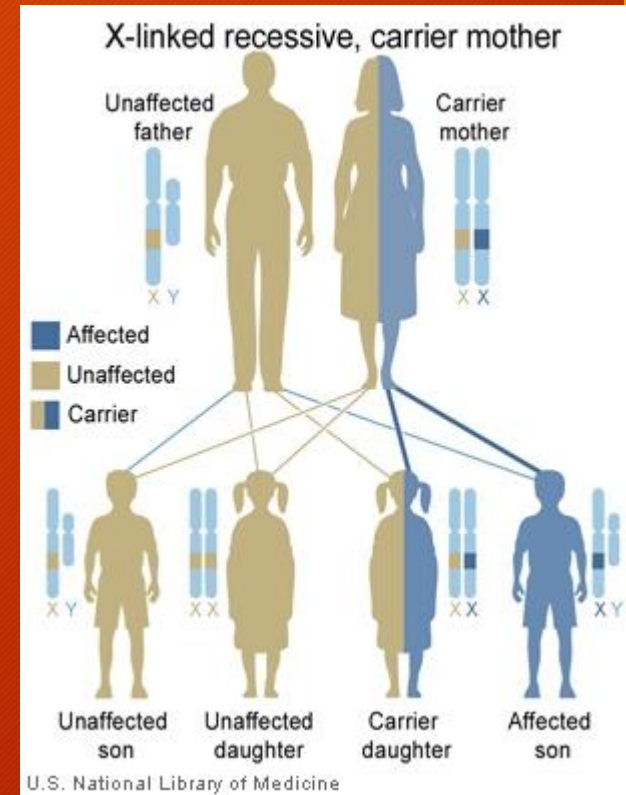 X-linked recessive, carrier mother
Unaffected
father
Carrier
mother
X Y
X X
Affected
Unaffected
Carrier
X Y
X X
X X
X Y
Unaffected
son
Unaffected
daughter
Carrier
daughter
Affected
son
U.S. National Library of Medicine